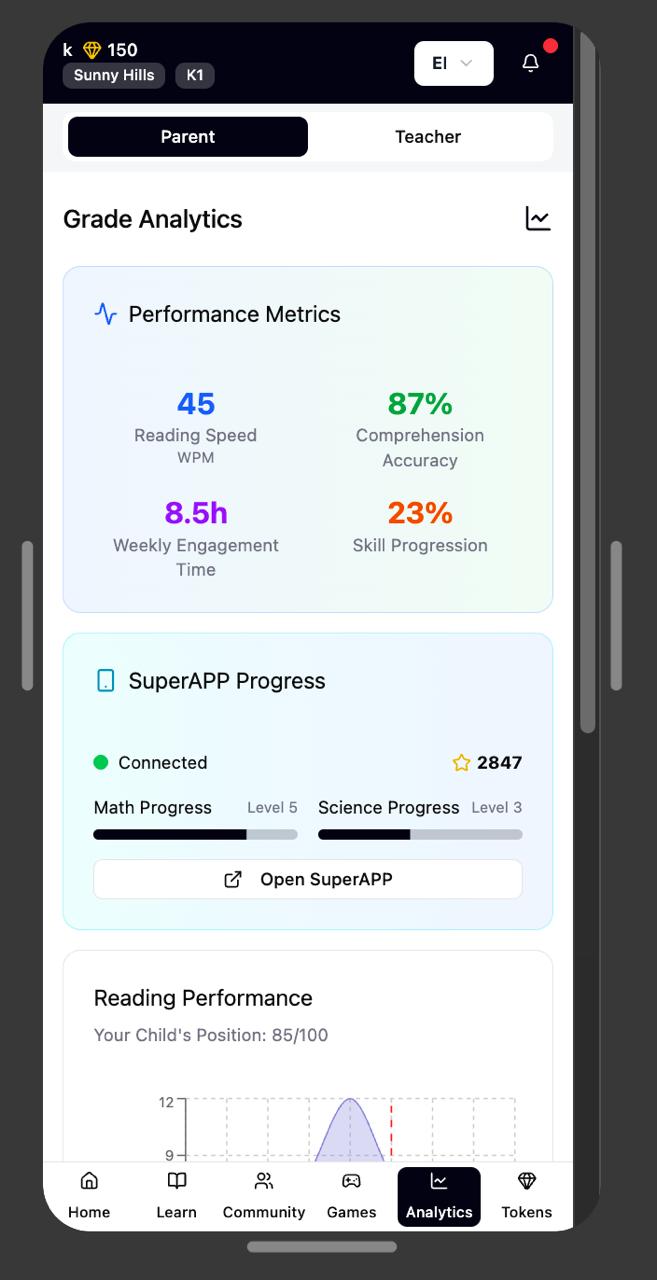 k 150
Sunny Hills K1
Parent Teacher
Grade Analytics
Performance Metrics
45 87%
Reading Speed Comprehension
WPM Accuracy
8.5h 23%
Weekly Engagement Skill Progression
Time
SuperAPP Progress
Connected 2847
Math Progress Level 5 Science Progress Level 3
Open SuperAPP
Reading Performance
Your Child's Position: 85/100
12
9
Home Learn Community Games Analytics Tokens